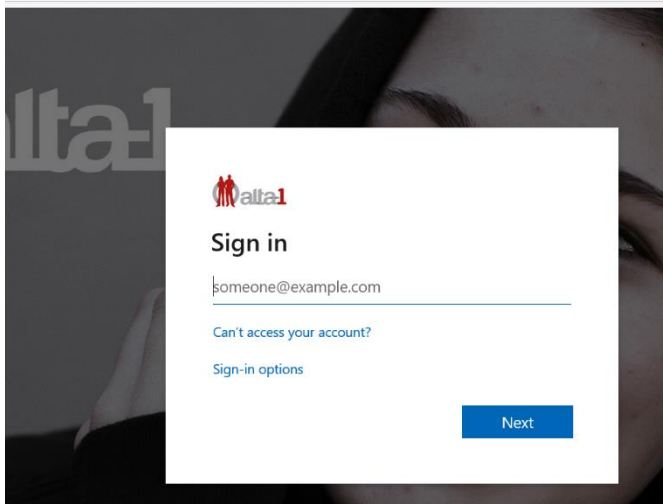 alta-1
alta-1
Sign in
someone@example.com
Can't access your account?
Sign-in options
Next